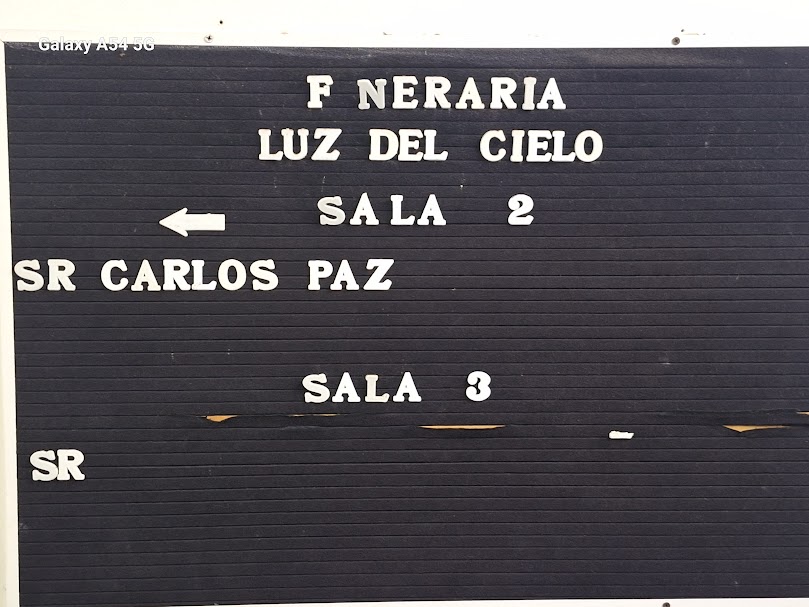 Galaxy A54 5G
F NERARIA
LUZ DEL CIELO
SALA 2
SR CARLOS PAZ
SALA 3
SR